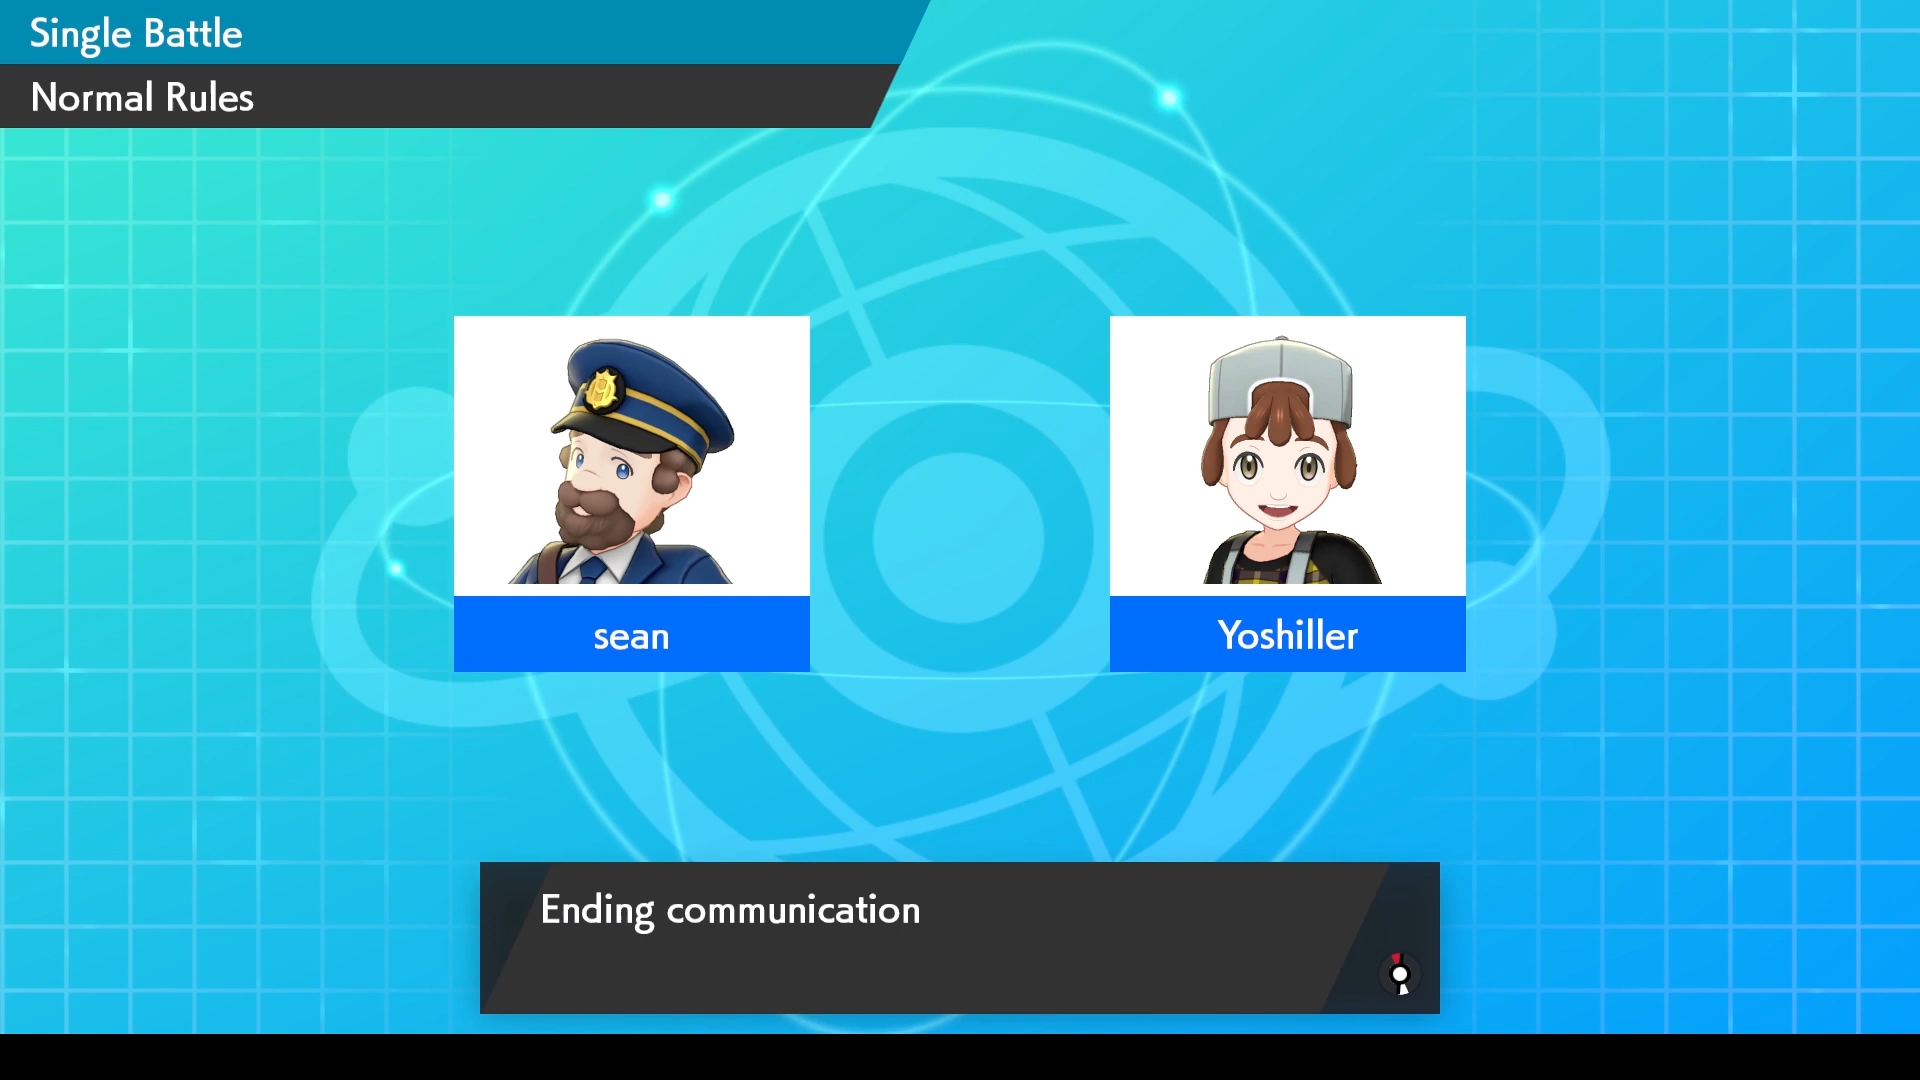 Single Battle
Normal Rules
sean
Yoshiller
Ending communication